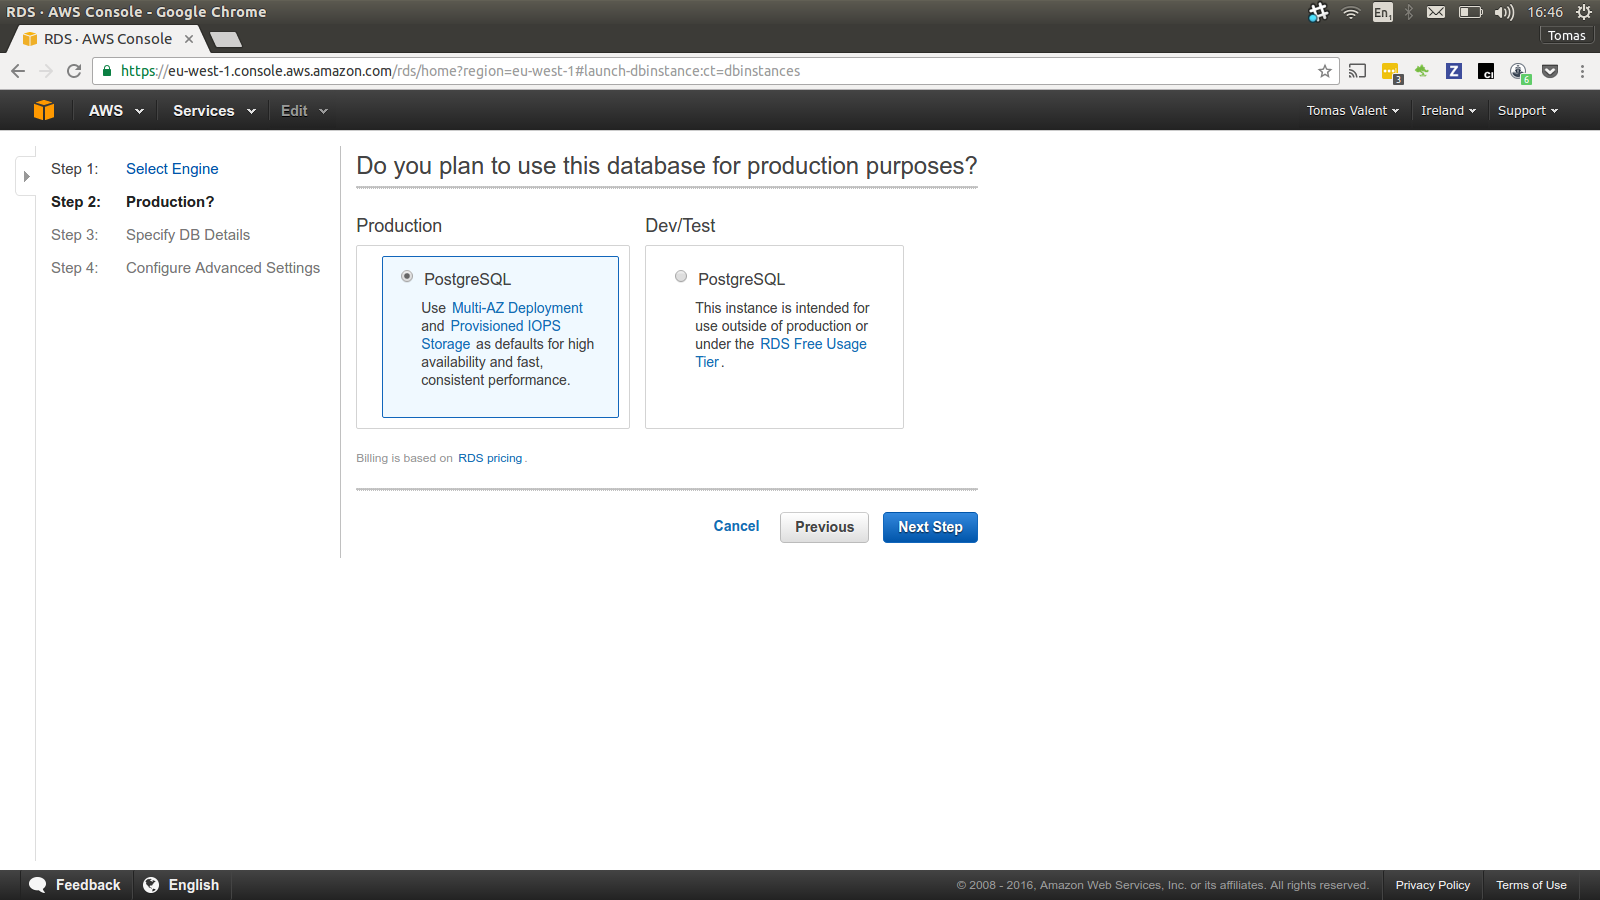 RDS · AWS Console - Google Chrome
En1
16:46
RDS · AWS Console
Tomas
https://eu-west-1.console.aws.amazon.com/rds/home?region=eu-west-1#launch-dbinstance:ct=dbinstances
3
Z
CI
6
AWS
Services
Edit
Tomas Valent
Ireland
Support
Step 1: Select Engine
Step 2: Production?
Step 3: Specify DB Details
Step 4: Configure Advanced Settings
Do you plan to use this database for production purposes?
Production
PostgreSQL
Use Multi-AZ Deployment
and Provisioned IOPS
Storage as defaults for high
availability and fast,
consistent performance.
Dev/Test
PostgreSQL
This instance is intended for
use outside of production or
under the RDS Free Usage
Tier .
Billing is based on RDS pricing .
Cancel
Previous
Next Step
Feedback
English
© 2008 - 2016, Amazon Web Services, Inc. or its affiliates. All rights reserved.
Privacy Policy
Terms of Use